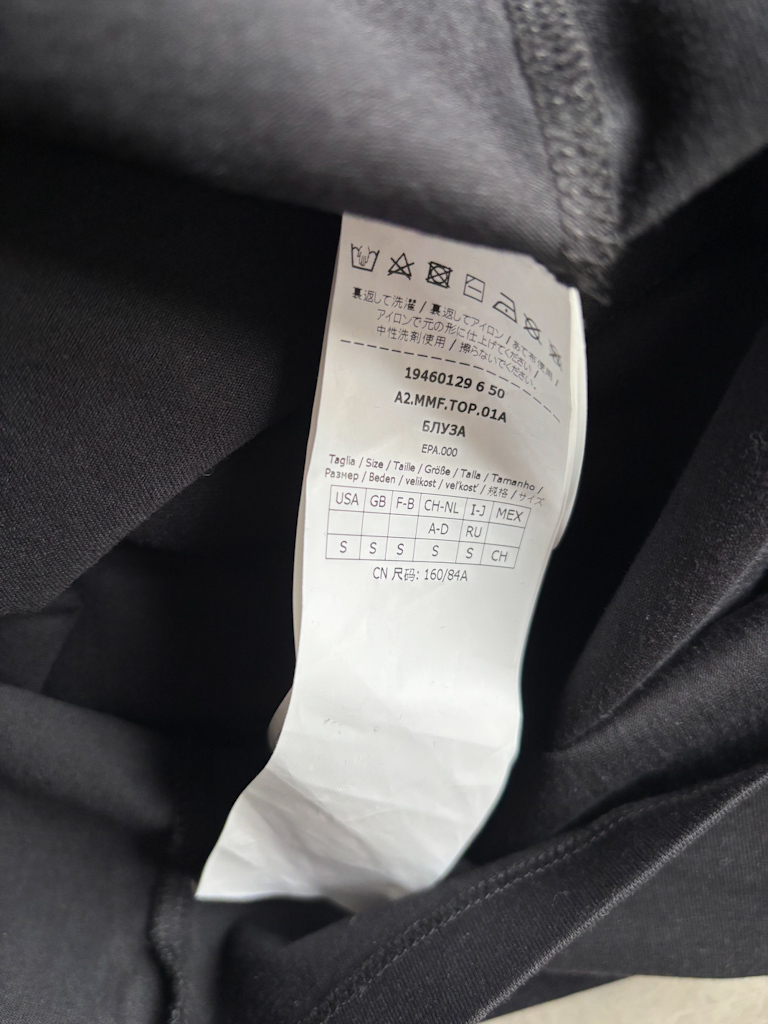 裏返して洗濯 / 裏返してアイロン / あて布使用 /
アイロンで元の形に仕上げてください /
中性洗剤使用 / 擦らないでください.
19460129 6 50
A2.MMF.TOP.01A
БЛУЗА
EPA.000
Taglia / Size / Taille / Größe / Talla / Tamanho /
Размер / Beden / velikost / veľkosť / 规格 / サイズ
USA GB F-B CH-NL I-J MEX
A-D RU
S S S S S CH
CN 尺码: 160/84A